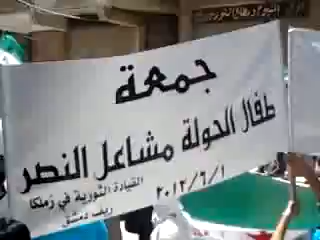 جمعة
طفال الحولة مشاعل النصر
القيادة الثورية في زملكا
ريف دمشق
٢٠١٢/٦/١